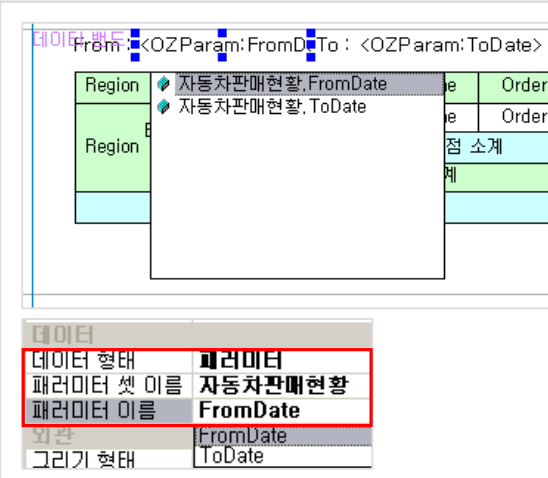 데이터 밴드
From : <OZParam:FromD To : <OZParam:ToDate>
Region
자동차판매현황,FromDate
자동차판매현황,ToDate
Order
Order
Region
점 소계
계
데이터
데이터 형태 패러미터
패러미터 셋 이름 자동차판매현황
패러미터 이름 FromDate
외관 FromDate
그리기 형태 ToDate